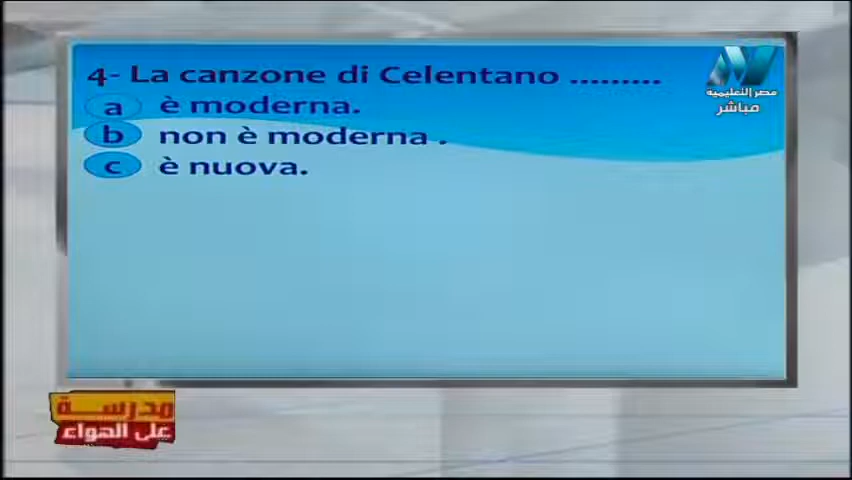 4- La canzone di Celentano .........
a è moderna.
b non è moderna .
c è nuova.
مصر التعليمية
مباشر
مدرسة
على الهواء